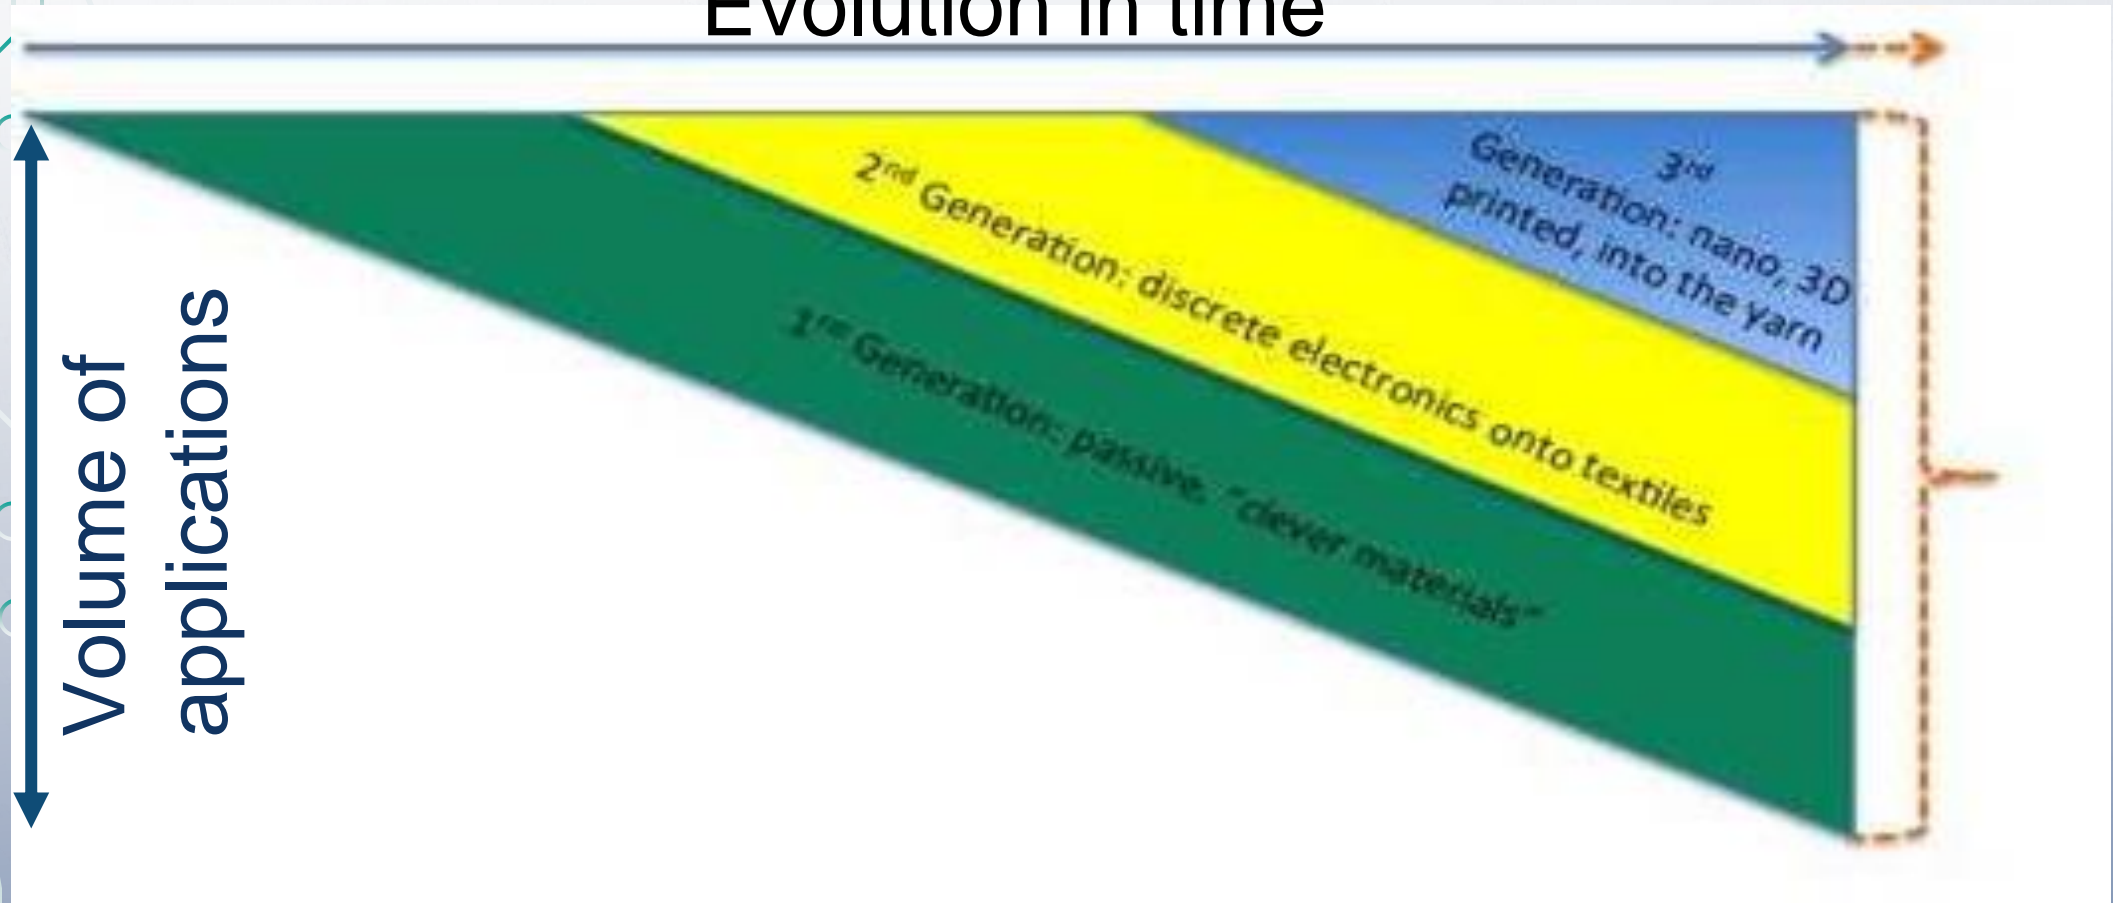 Evolution in time
Volume of
applications
1rrd Generation: passive, "clever materials"
2nd Generation: discrete electronics onto textiles
3rd
Generation: nano, 3D
printed, into the yarn